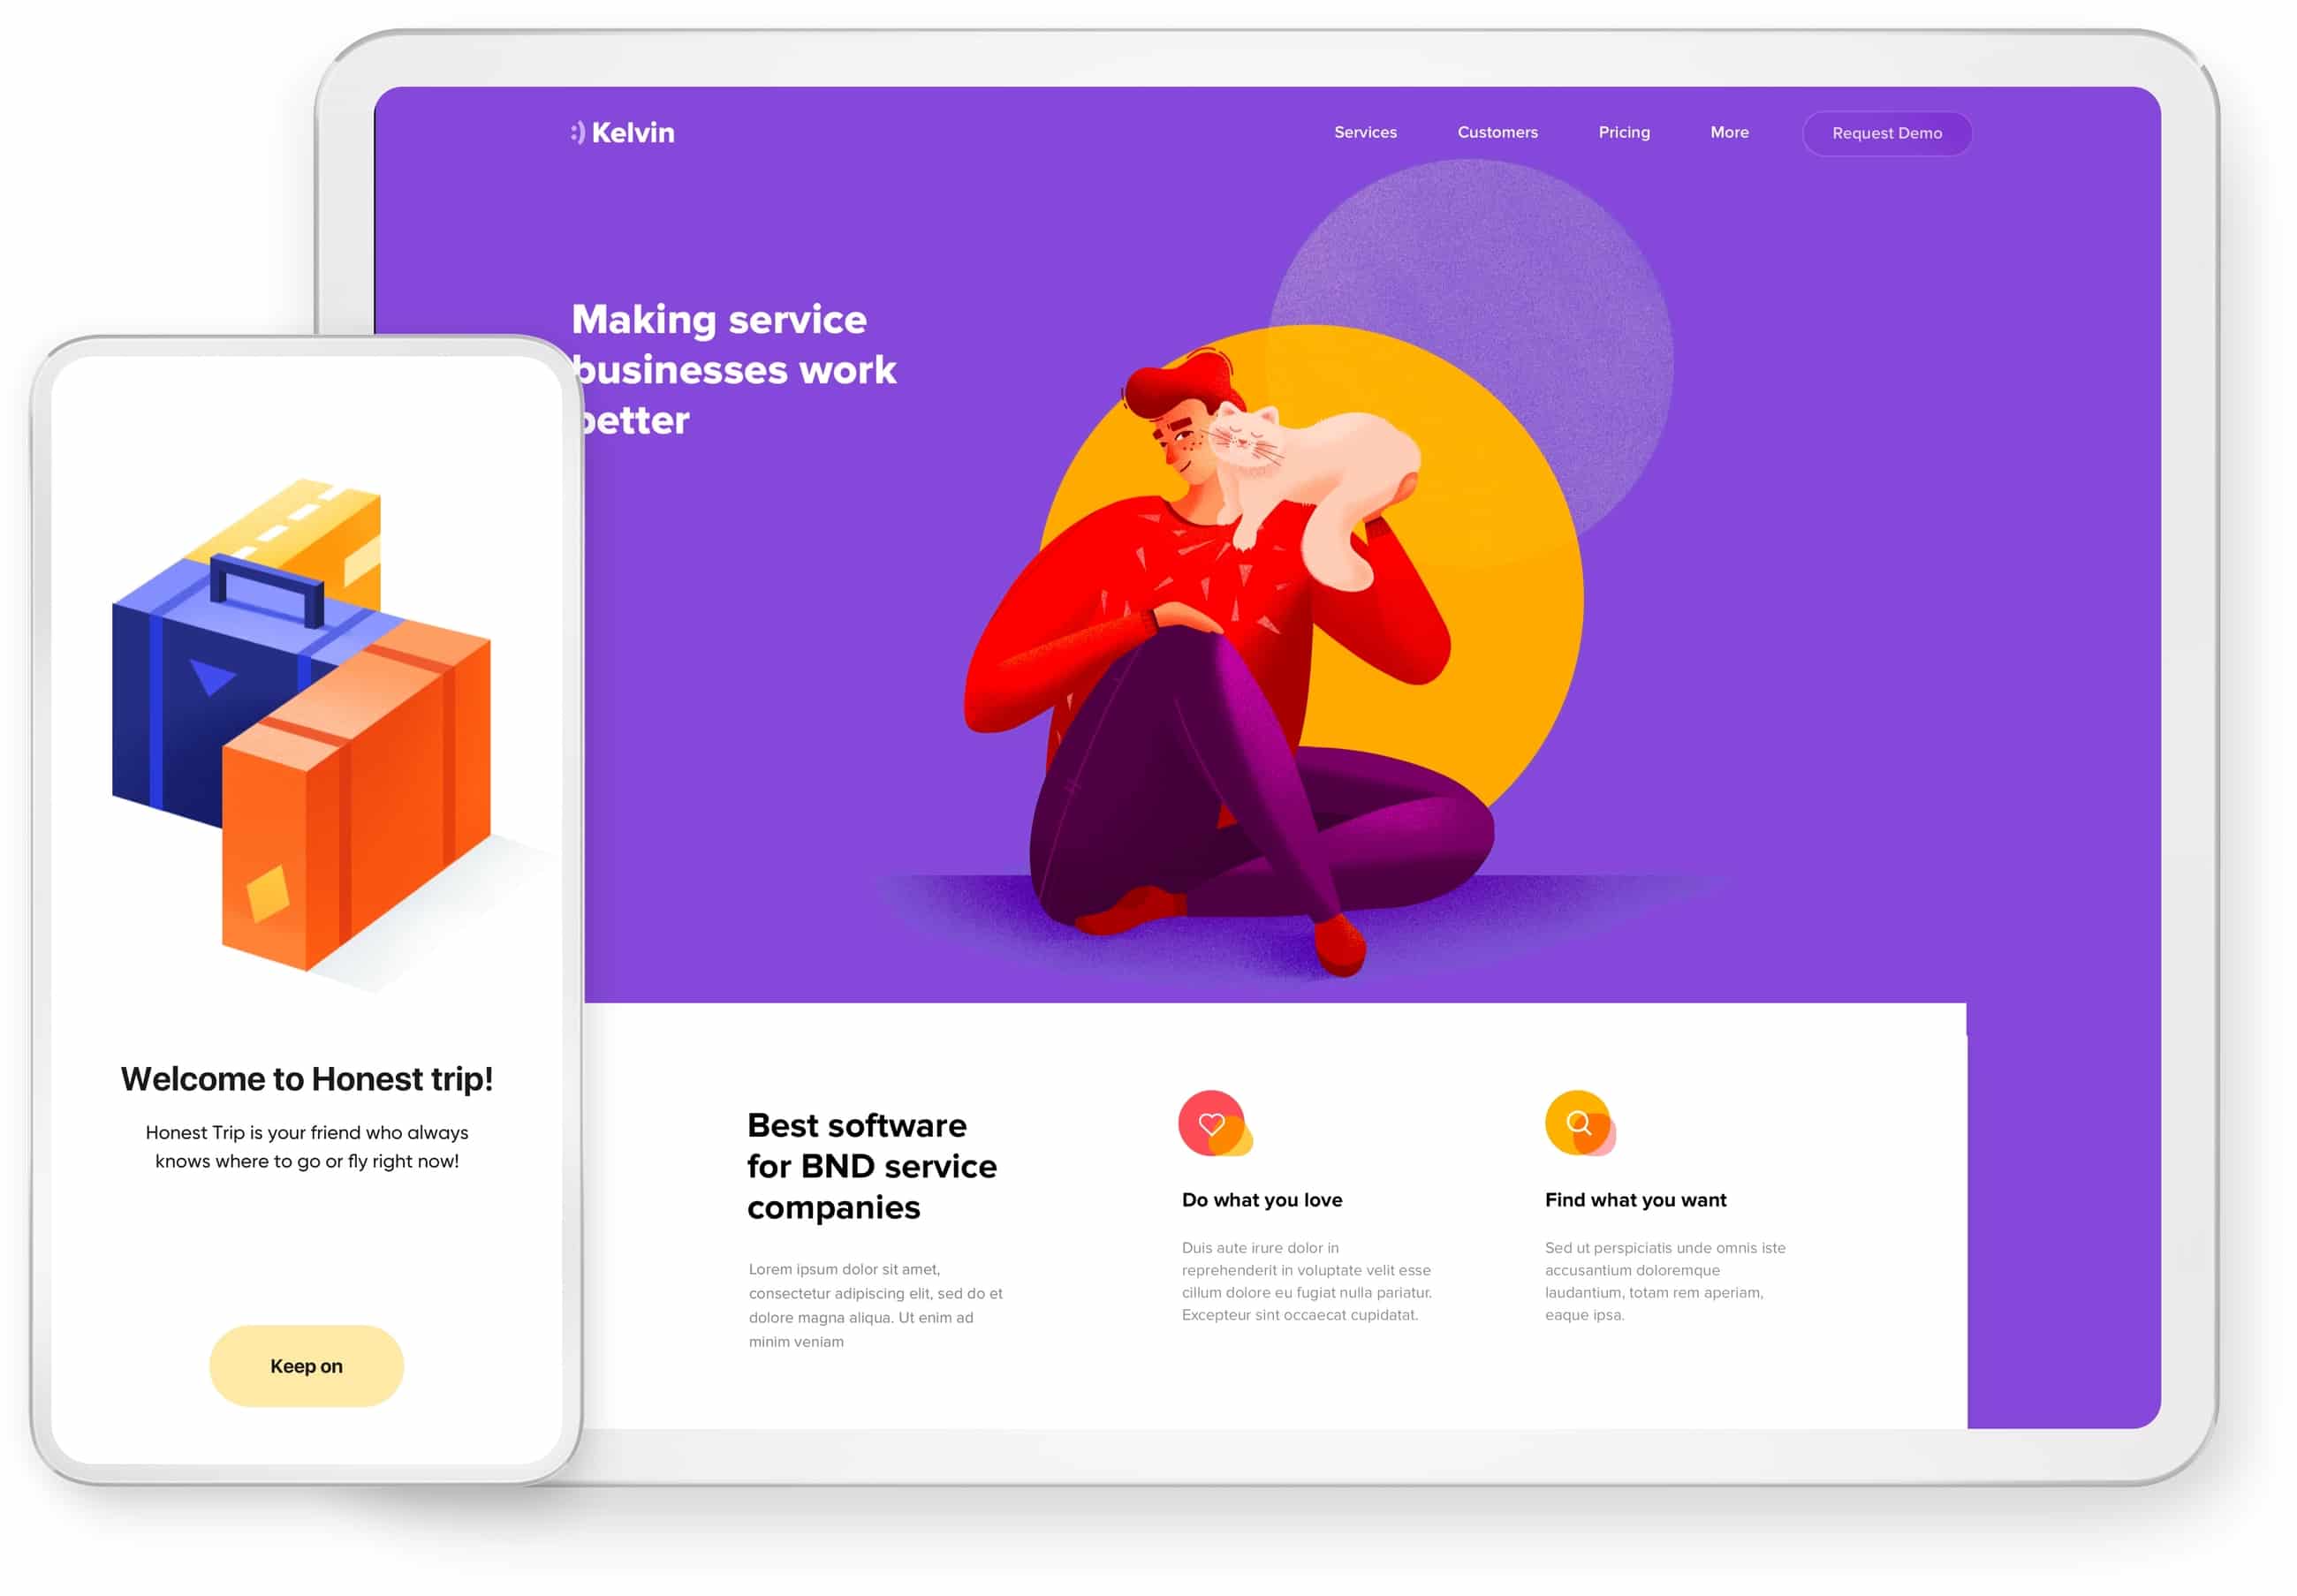 :) Kelvin
Services
Customers
Pricing
More
Request Demo
Making service
businesses work
better
Welcome to Honest trip!
Honest Trip is your friend who always
knows where to go or fly right now!
Keep on
Best software
for BND service
companies
Lorem ipsum dolor sit amet,
consectetur adipiscing elit, sed do et
dolore magna aliqua. Ut enim ad
minim veniam
Do what you love
Duis aute irure dolor in
reprehenderit in voluptate velit esse
cillum dolore eu fugiat nulla pariatur.
Excepteur sint occaecat cupidatat.
Find what you want
Sed ut perspiciatis unde omnis iste
accusantium doloremque
laudantium, totam rem aperiam,
eaque ipsa.